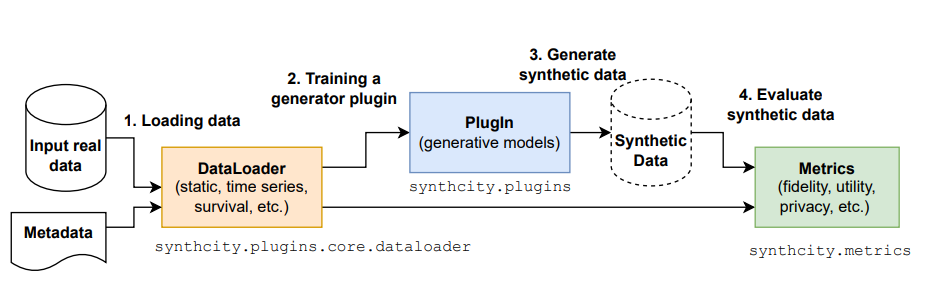 3. Generate
synthetic data
2. Training a
generator plugin
4. Evaluate
synthetic data
1. Loading data
Input real
data
PlugIn
(generative models)
Synthetic
Data
DataLoader
(static, time series,
survival, etc.)
Metrics
(fidelity, utility,
privacy, etc.)
synthcity.plugins
Metadata
synthcity.plugins.core.dataloader
synthcity.metrics